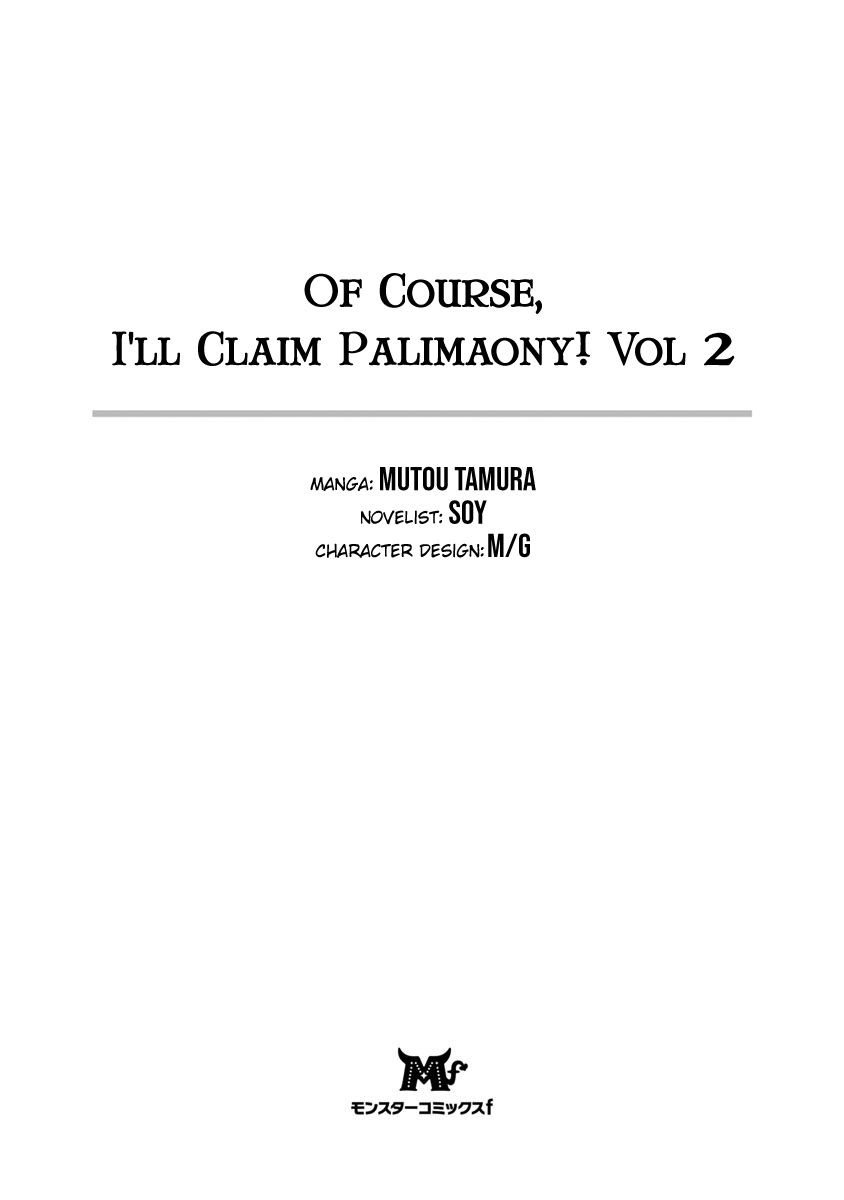 OF COURSE,
I'LL CLAIM PALIMAONY! VOL 2
MANGA: MUTOU TAMURA
NOVELIST: SOY
CHARACTER DESIGN: M/G
Mf
モンスターコミックスf